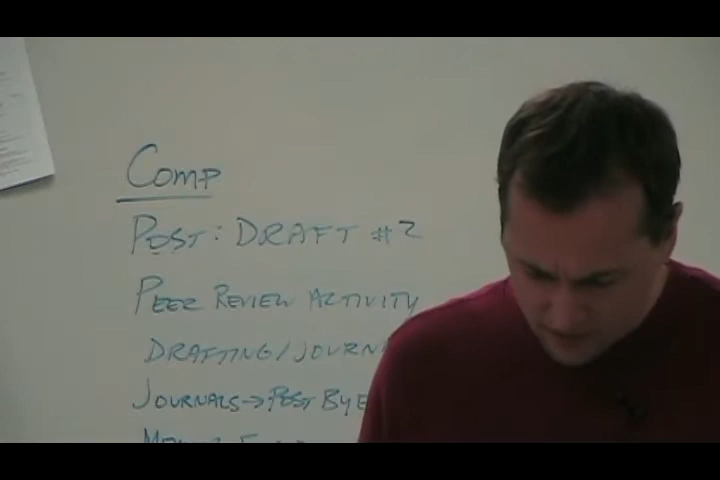 Comp
POST: DRAFT #2
PEER REVIEW ACTIVITY
DRAFTING/JOURN
JOURNALS→POST BY E